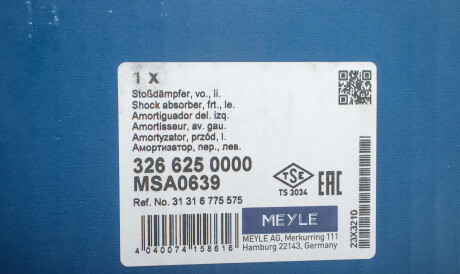 1 X
Stoßdämpfer, vo., li.
Shock absorber, frt., le.
Amortiguador del. izq.
Amortisseur, av. gau.
Amortyzator, przód, l.
Амортизатор, пер., лев.
326 625 0000
MSA0639
Ref. No. 31 31 6 775 575
TSE
TS 3034
EAC
MEYLE
MEYLE AG, Merkurring 111
Hamburg 22143, Germany
4 040074 158616
23X3210